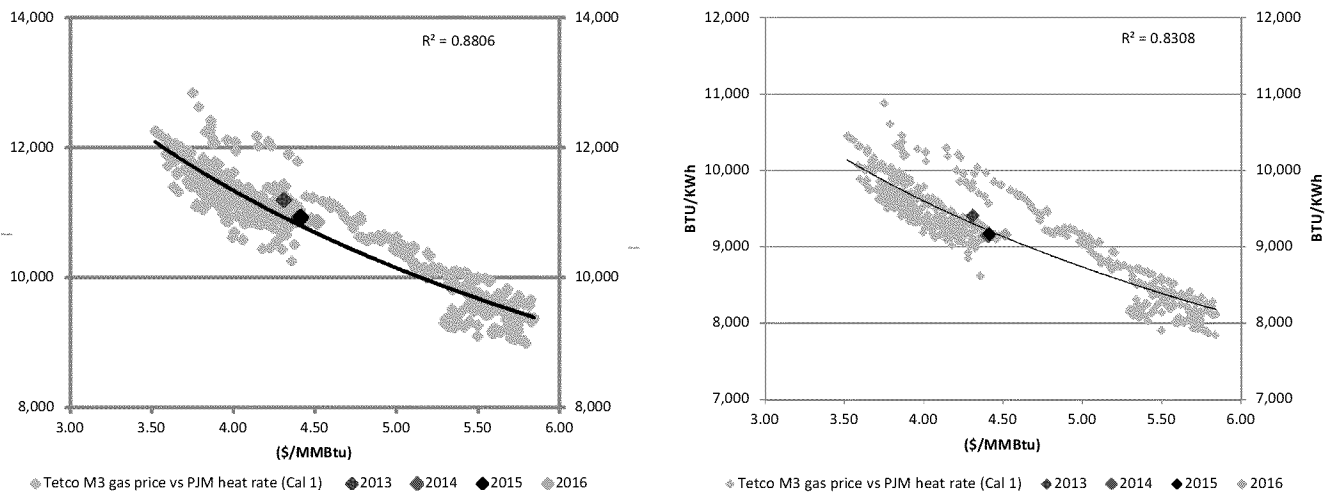 14,000
14,000
R² = 0.8806
12,000
12,000
10,000
10,000
8,000
8,000
3.00 3.50 4.00 4.50 5.00 5.50 6.00
($/MMBtu)
Tetco M3 gas price vs PJM heat rate (Cal 1) 2013 2014 2015 2016
12,000
12,000
R² = 0.8308
11,000
11,000
10,000
10,000
BTU/KWh
BTU/KWh
9,000
9,000
8,000
8,000
7,000
7,000
3.00 3.50 4.00 4.50 5.00 5.50 6.00
($/MMBtu)
Tetco M3 gas price vs PJM heat rate (Cal 1) 2013 2014 2015 2016